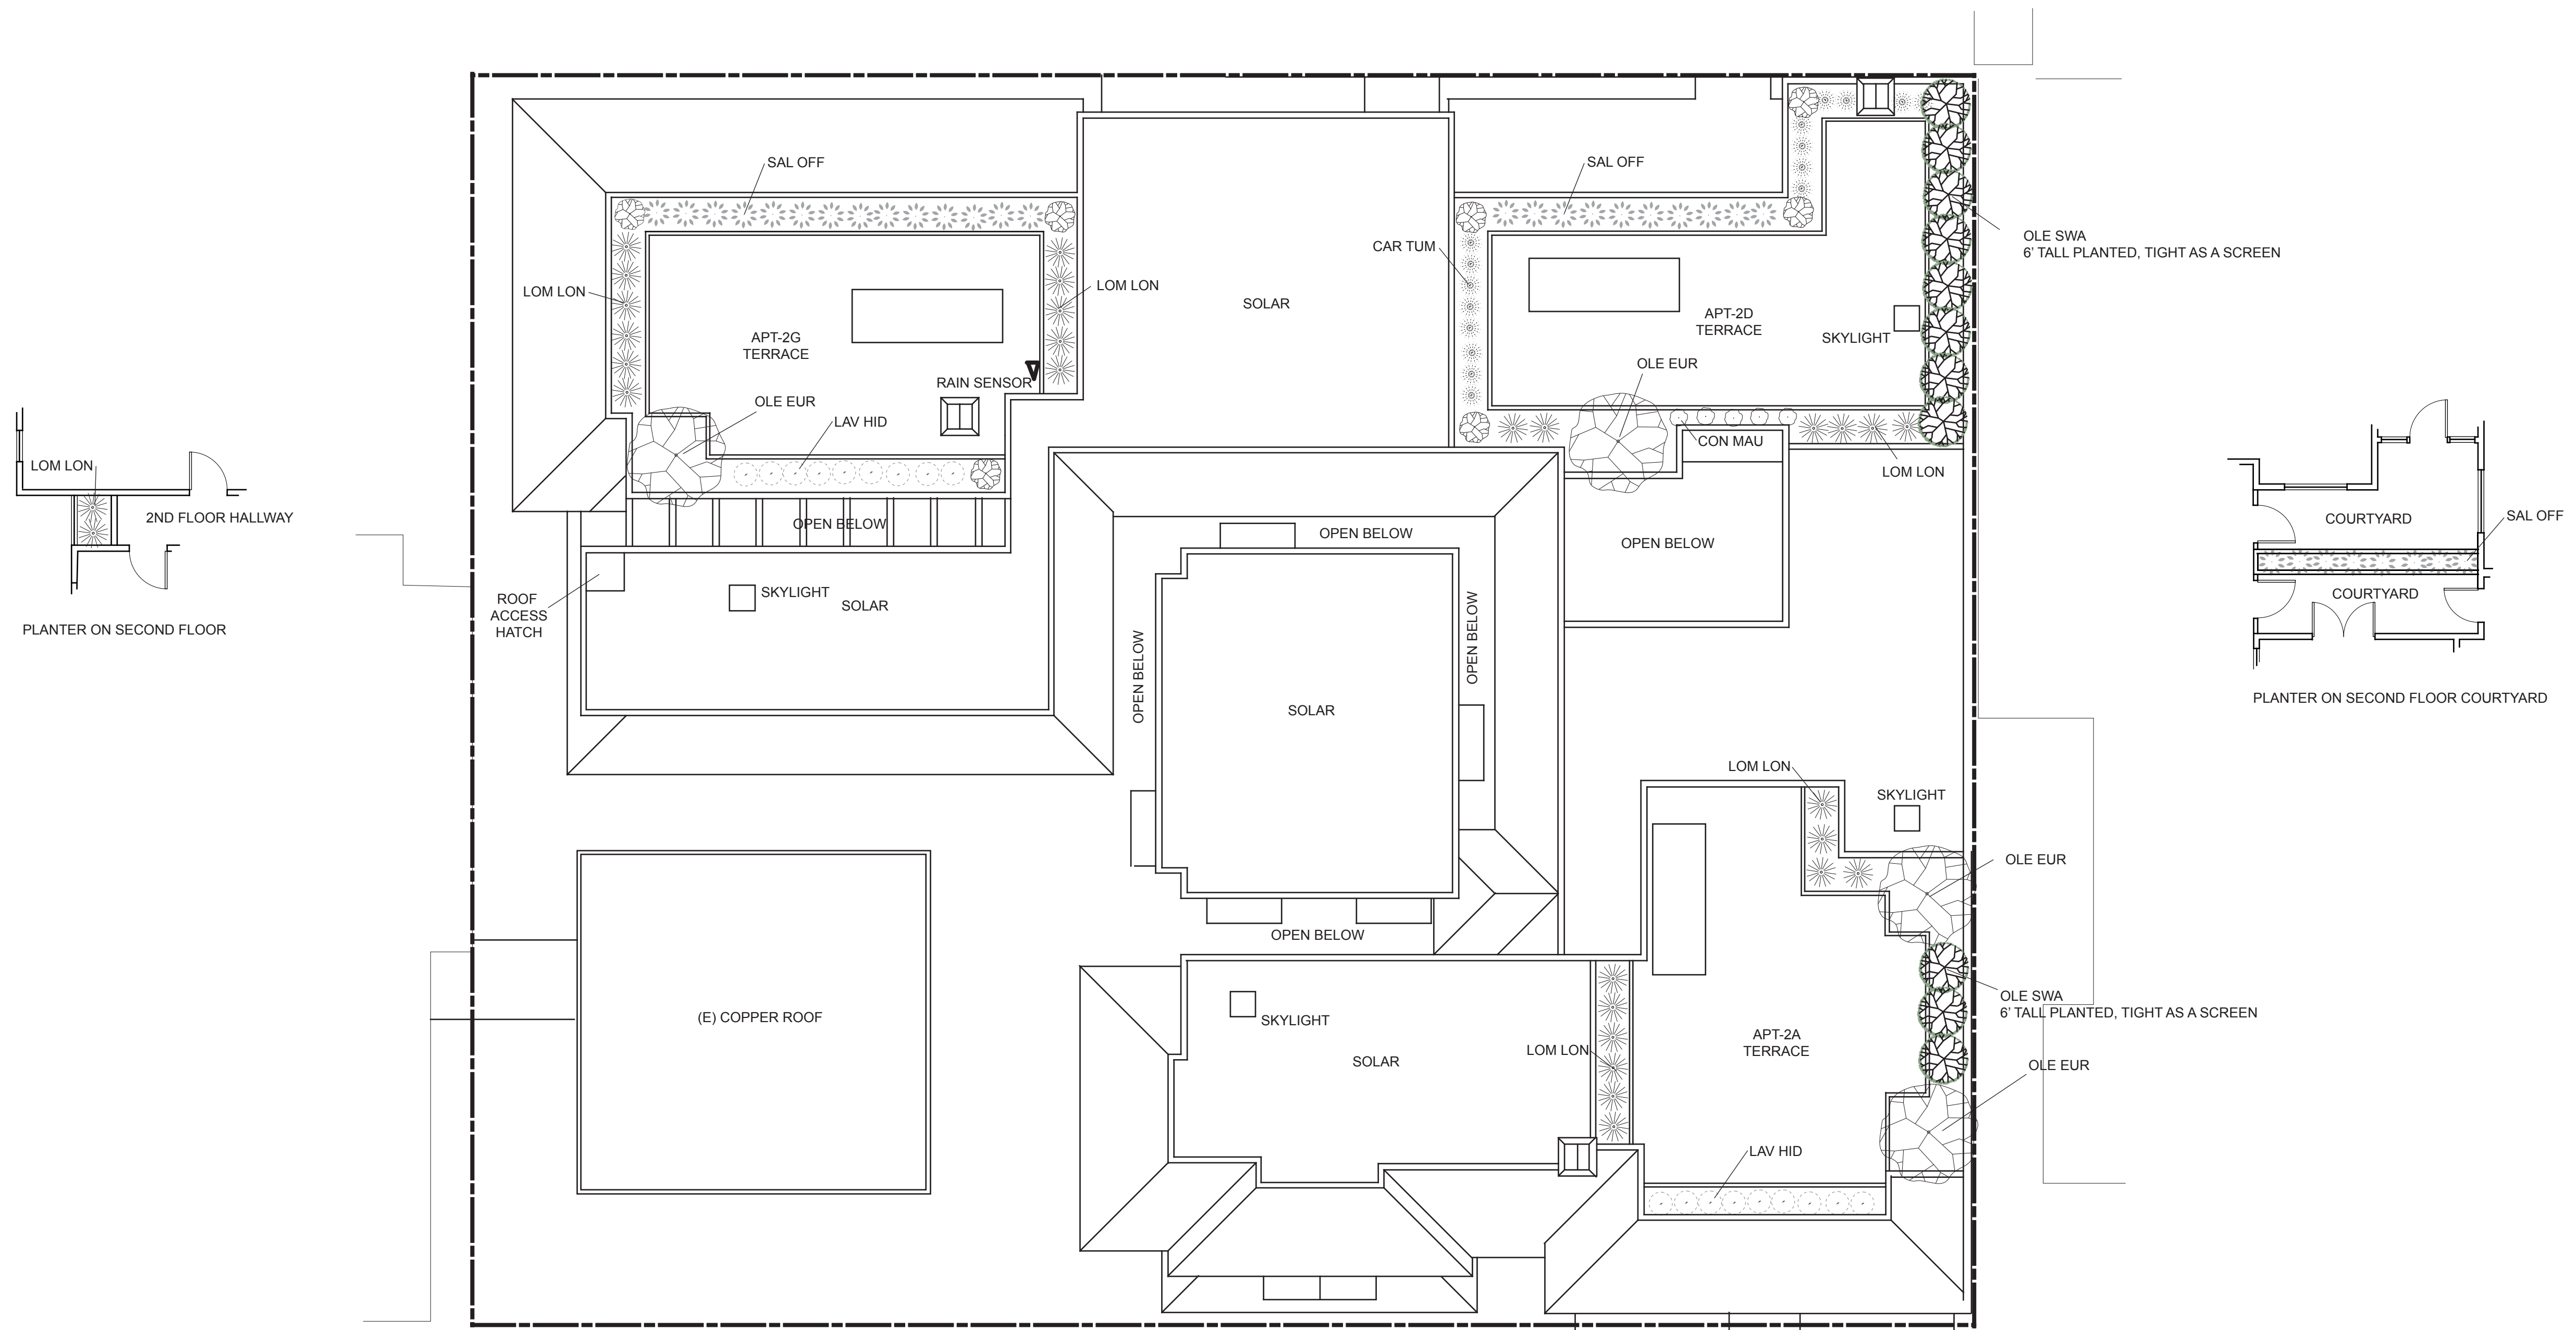 SAL OFF
SAL OFF
OLE SWA
6' TALL PLANTED, TIGHT AS A SCREEN
CAR TUM
LOM LON
LOM LON
SOLAR
APT-2G
TERRACE
APT-2D
TERRACE
SKYLIGHT
RAIN SENSOR
OLE EUR
OLE EUR
LAV HID
CON MAU
LOM LON
LOM LON
2ND FLOOR HALLWAY
PLANTER ON SECOND FLOOR
OPEN BELOW
OPEN BELOW
OPEN BELOW
COURTYARD
SAL OFF
COURTYARD
PLANTER ON SECOND FLOOR COURTYARD
ROOF
ACCESS
HATCH
SKYLIGHT
SOLAR
OPEN BELOW
OPEN BELOW
SOLAR
LOM LON
SKYLIGHT
OLE EUR
OPEN BELOW
OLE SWA
6' TALL PLANTED, TIGHT AS A SCREEN
(E) COPPER ROOF
SKYLIGHT
SOLAR
LOM LON
APT-2A
TERRACE
OLE EUR
LAV HID